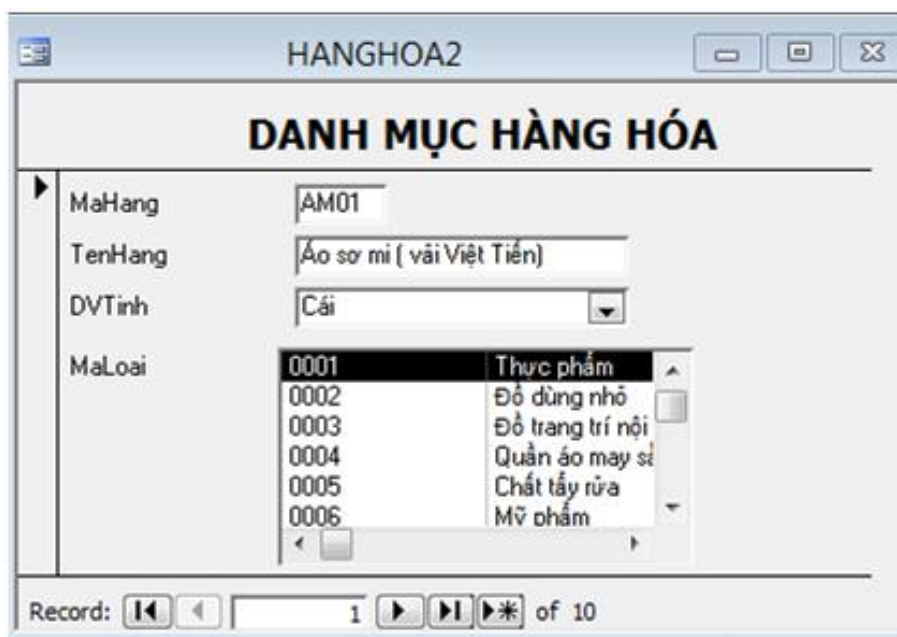 HANGHOA2
DANH MỤC HÀNG HÓA
MaHang AM01
TenHang Áo sơ mi ( vải Việt Tiến)
DVTinh Cái
MaLoai 0001 Thực phẩm
0002 Đồ dùng nhỏ
0003 Đồ trang trí nội
0004 Quần áo may
0005 Chất tẩy rửa
0006 Mỹ phẩm
Record: 1 of 10